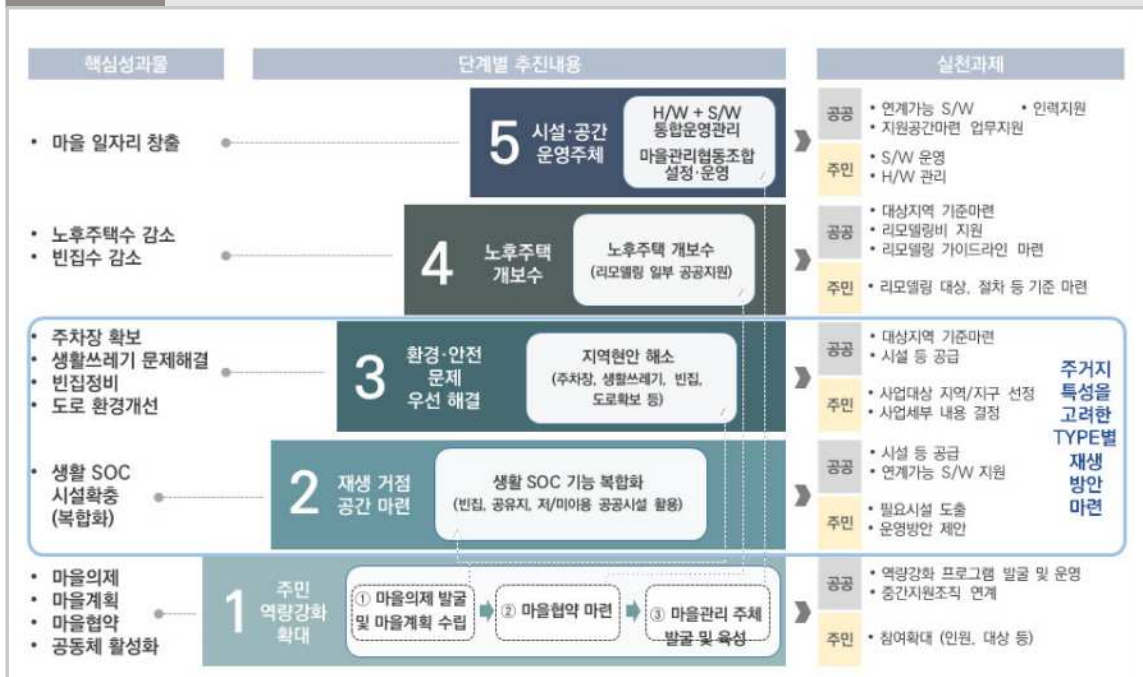 핵심성과물
단계별 추진내용
실천과제
• 마을 일자리 창출
5 시설·공간
운영주체
H/W + S/W
통합운영관리
마을관리협동조합
설정·운영
공공
• 연계가능 S/W • 인력지원
• 지원공간마련 업무지원
주민
• S/W 운영
• H/W 관리
• 노후주택수 감소
• 빈집수 감소
4 노후주택
개보수
노후주택 개보수
(리모델링 일부 공공지원)
공공
• 대상지역 기준마련
• 리모델링비 지원
• 리모델링 가이드라인 마련
주민
• 리모델링 대상, 절차 등 기준 마련
• 주차장 확보
• 생활쓰레기 문제해결
• 빈집정비
• 도로 환경개선
3 환경·안전
문제
우선 해결
지역현안 해소
(주차장, 생활쓰레기, 빈집,
도로확보 등)
공공
• 대상지역 기준마련
• 시설 등 공급
주민
• 사업대상 지역/지구 선정
• 사업세부 내용 결정
주거지
특성을
고려한
TYPE별
재생
방안
마련
• 생활 SOC
시설확충
(복합화)
2 재생 거점
공간 마련
생활 SOC 기능 복합화
(빈집, 공유지, 저/미이용 공공시설 활용)
공공
• 시설 등 공급
• 연계가능 S/W 지원
주민
• 필요시설 도출
• 운영방안 제안
• 마을의제
• 마을계획
• 마을협약
• 공동체 활성화
1 주민
역량강화
확대
① 마을의제 발굴
및 마을계획 수립
② 마을협약 마련
③ 마을관리 주체
발굴 및 육성
공공
• 역량강화 프로그램 발굴 및 운영
• 중간지원조직 연계
주민
• 참여확대 (인원, 대상 등)